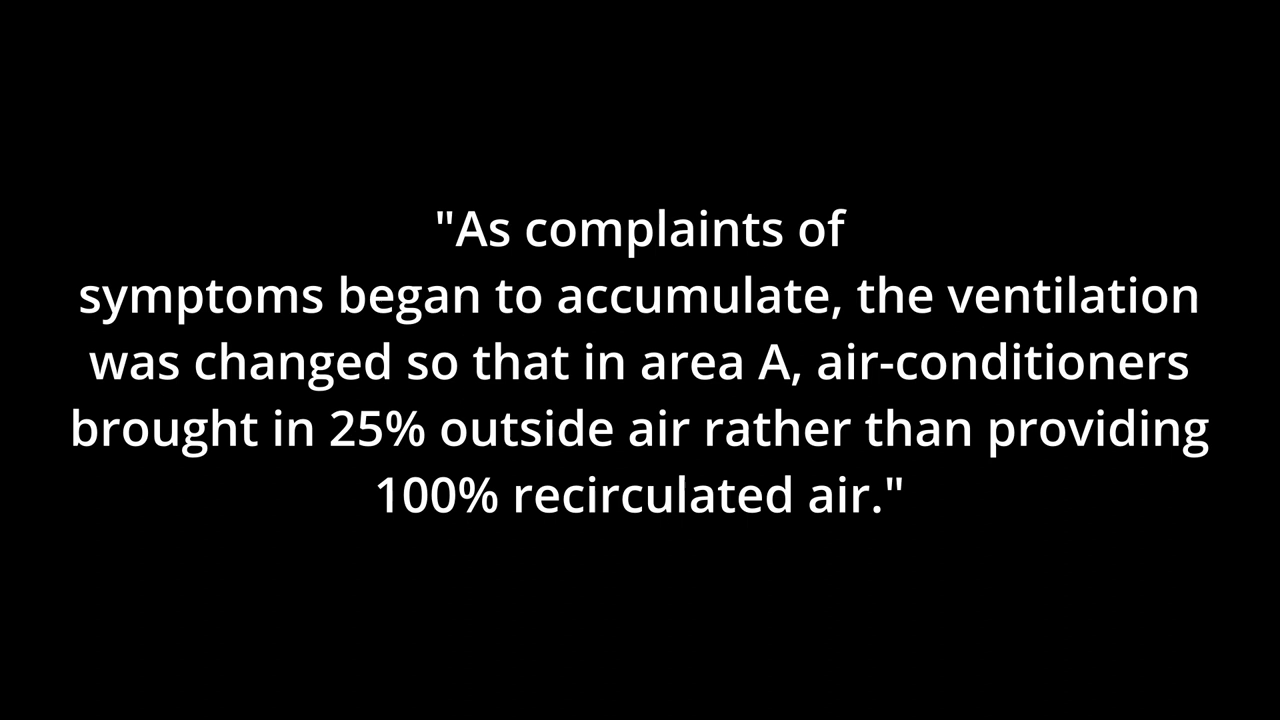 "As complaints of
symptoms began to accumulate, the ventilation
was changed so that in area A, air-conditioners
brought in 25% outside air rather than providing
100% recirculated air."